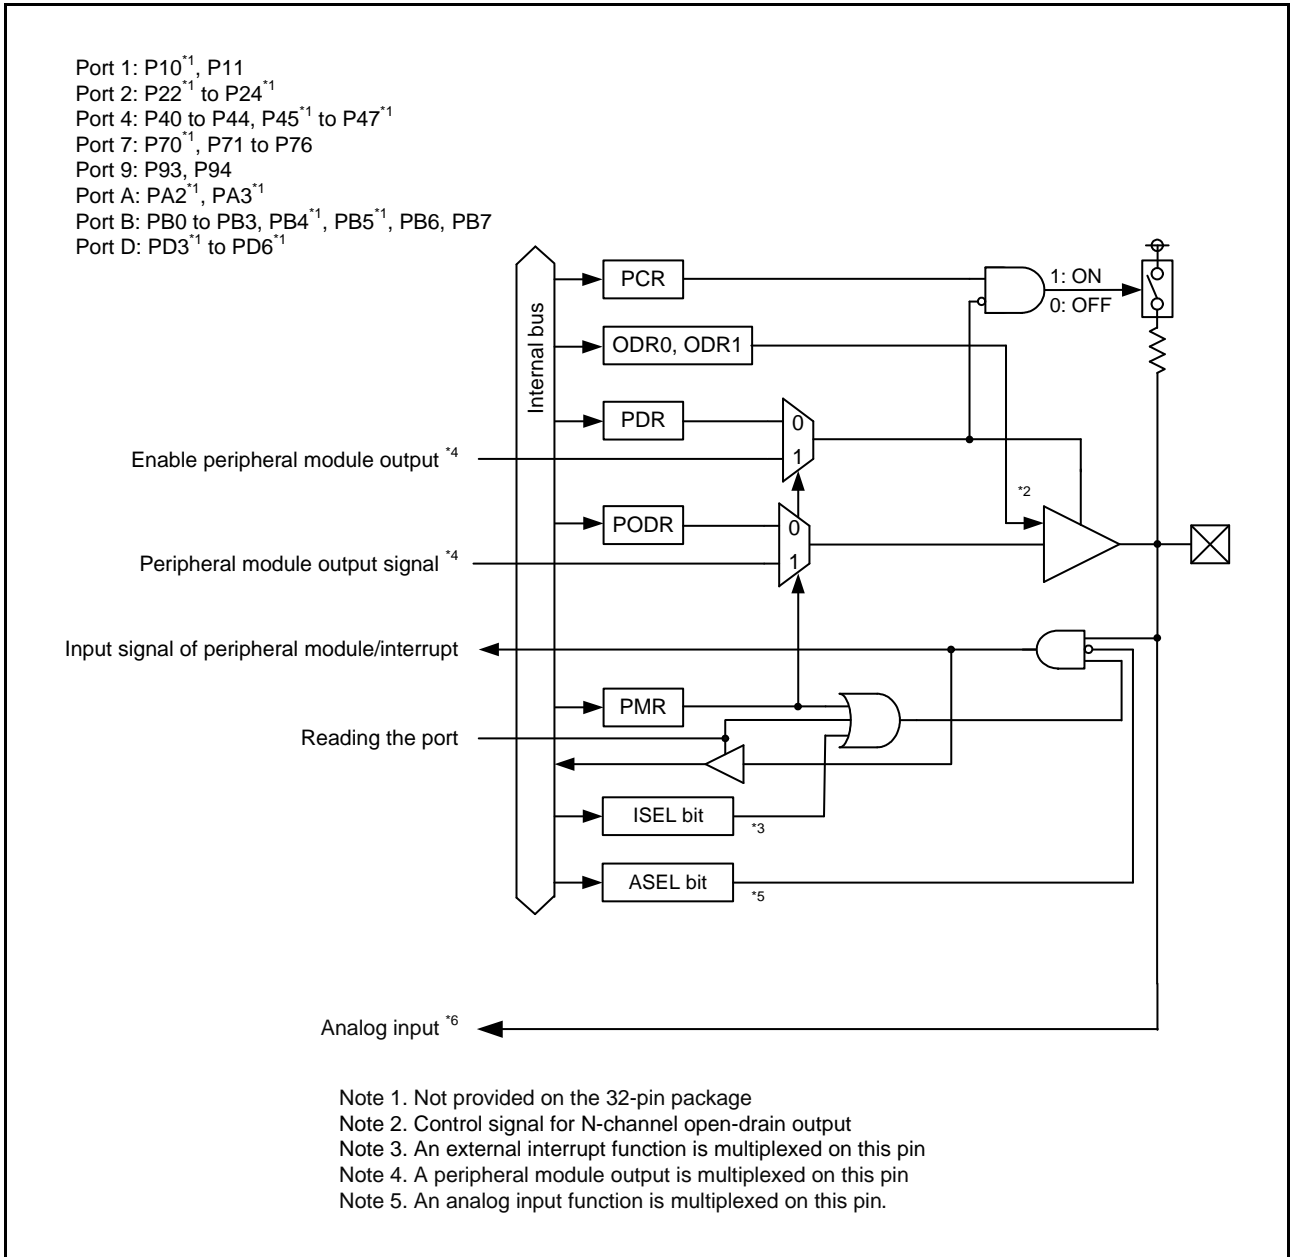 Port 1: P10*1, P11
Port 2: P22*1 to P24*1
Port 4: P40 to P44, P45*1 to P47*1
Port 7: P70*1, P71 to P76
Port 9: P93, P94
Port A: PA2*1, PA3*1
Port B: PB0 to PB3, PB4*1, PB5*1, PB6, PB7
Port D: PD3*1 to PD6*1
Internal bus
PCR
1: ON
0: OFF
ODR0, ODR1
PDR
0
1
Enable peripheral module output *4
*2
PODR
0
1
Peripheral module output signal *4
Input signal of peripheral module/interrupt
PMR
Reading the port
ISEL bit
*3
ASEL bit
*5
Analog input *6
Note 1. Not provided on the 32-pin package
Note 2. Control signal for N-channel open-drain output
Note 3. An external interrupt function is multiplexed on this pin
Note 4. A peripheral module output is multiplexed on this pin
Note 5. An analog input function is multiplexed on this pin.